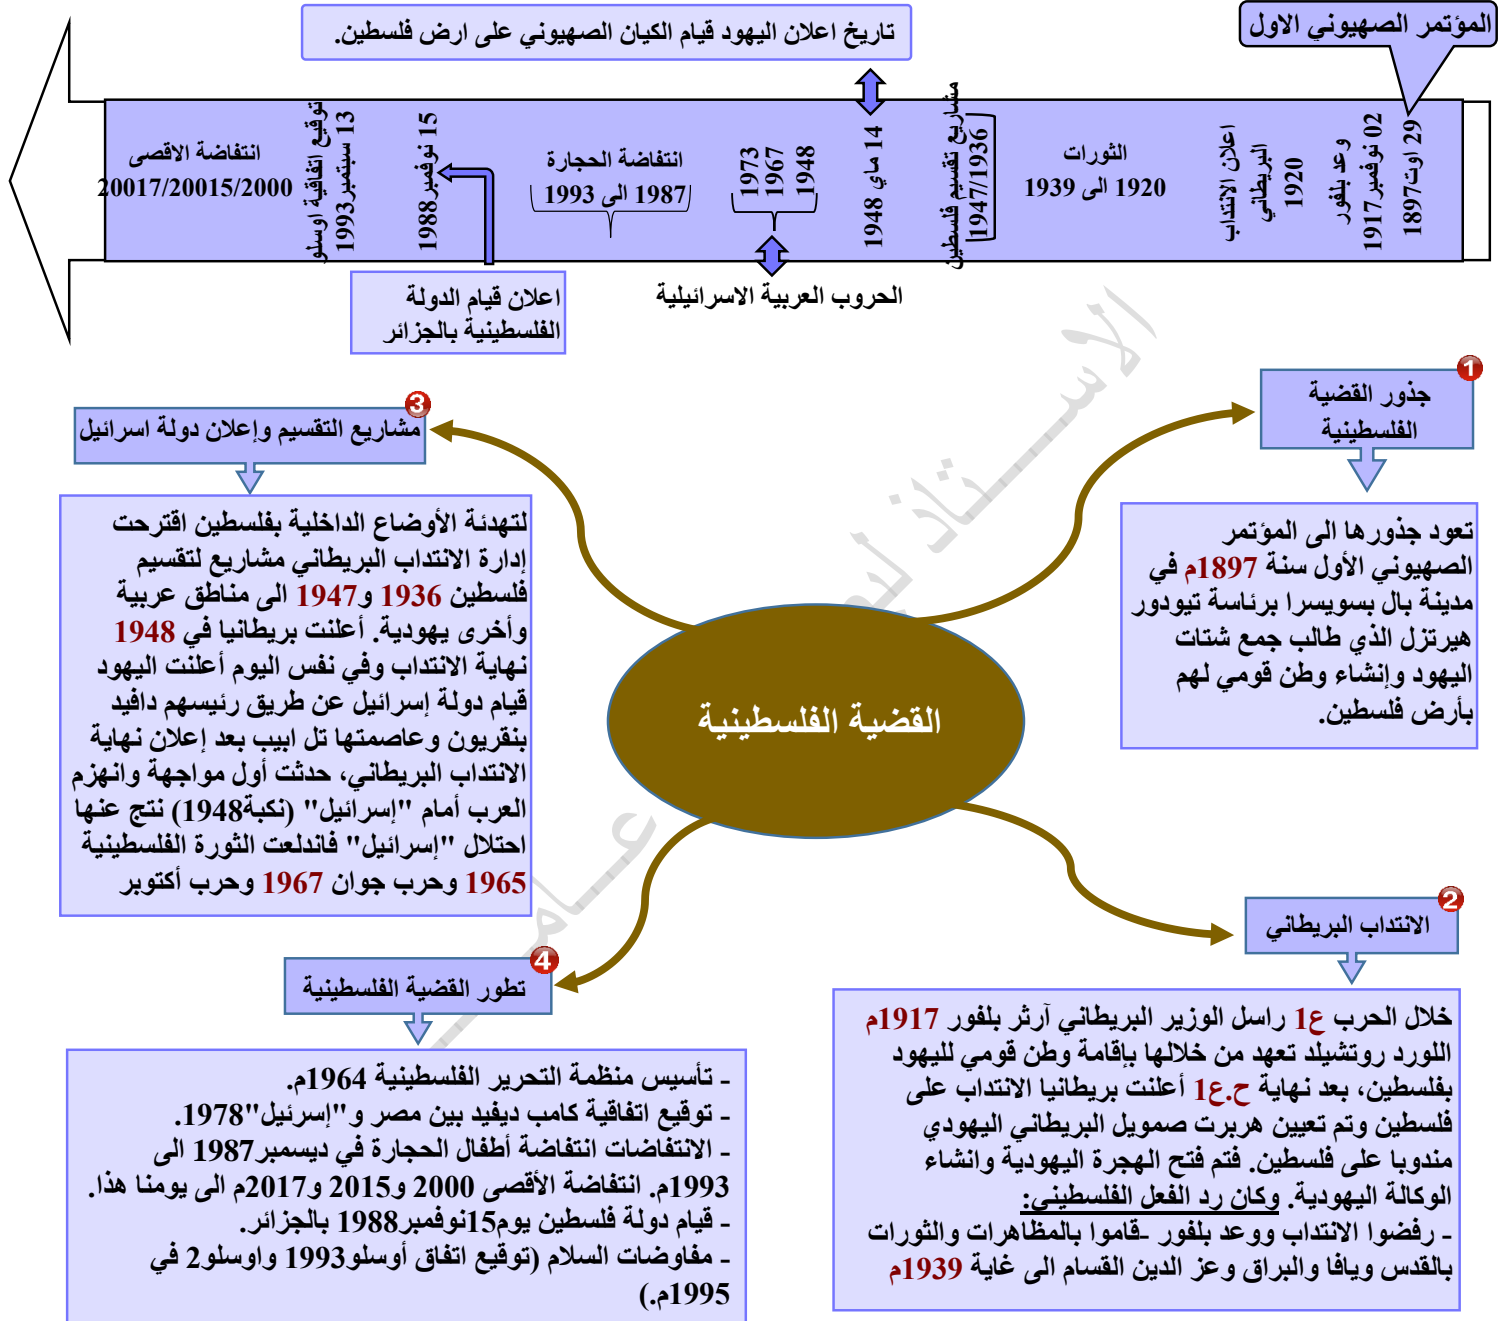 المؤتمر الصهيوني الاول
تاريخ اعلان اليهود قيام الكيان الصهيوني على ارض فلسطين.
29 اوت1897
وعد بلفور
02 نوفمبر1917
اعلان الانتداب
البريطاني
1920
الثورات
1920 الى 1939
مشاريع تقسيم فلسطين
1947/1936
14 ماي 1948
1948
1967
1973
الحروب العربية الاسرائيلية
انتفاضة الحجارة
1987 الى 1993
15 نوفمبر1988
اعلان قيام الدولة
الفلسطينية بالجزائر
توقيع اتفاقية اوسلو
13 سبتمبر1993
انتفاضة الاقصى
20017/20015/2000
1
جذور القضية
الفلسطينية
تعود جذورها الى المؤتمر
الصهيوني الأول سنة 1897م في
مدينة بال بسويسرا برئاسة تيودور
هيرتزل الذي طالب جمع شتات
اليهود وإنشاء وطن قومي لهم
بأرض فلسطين.
3
مشاريع التقسيم وإعلان دولة اسرائيل
لتهدئة الأوضاع الداخلية بفلسطين اقترحت
إدارة الانتداب البريطاني مشاريع لتقسيم
فلسطين 1936 و1947 الى مناطق عربية
وأخرى يهودية. أعلنت بريطانيا في 1948
نهاية الانتداب وفي نفس اليوم أعلنت اليهود
قيام دولة إسرائيل عن طريق رئيسهم دافيد
بنقريون وعاصمتها تل ابيب بعد إعلان نهاية
الانتداب البريطاني، حدثت أول مواجهة وانهزم
العرب أمام "إسرائيل" (نكبة1948) نتج عنها
احتلال "إسرائيل" فاندلعت الثورة الفلسطينية
1965 وحرب جوان 1967 وحرب أكتوبر
القضية الفلسطينية
2
الانتداب البريطاني
خلال الحرب ع1 راسل الوزير البريطاني آرثر بلفور 1917م
اللورد روتشيلد تعهد من خلالها بإقامة وطن قومي لليهود
بفلسطين، بعد نهاية ح.ع1 أعلنت بريطانيا الانتداب على
فلسطين وتم تعيين هربرت صمويل البريطاني اليهودي
مندوبا على فلسطين. فتم فتح الهجرة اليهودية وانشاء
الوكالة اليهودية. وكان رد الفعل الفلسطيني:
- رفضوا الانتداب ووعد بلفور -قاموا بالمظاهرات والثورات
بالقدس ويافا والبراق وعز الدين القسام الى غاية 1939م
4
تطور القضية الفلسطينية
- تأسيس منظمة التحرير الفلسطينية 1964م.
- توقيع اتفاقية كامب ديفيد بين مصر و"إسرئيل"1978.
- الانتفاضات انتفاضة أطفال الحجارة في ديسمبر1987 الى
1993م. انتفاضة الأقصى 2000 و2015 و2017م الى يومنا هذا.
- قيام دولة فلسطين يوم15نوفمبر1988 بالجزائر.
- مفاوضات السلام (توقيع اتفاق أوسلو1993 واوسلو2 في
1995م.)
الاســـتاذ